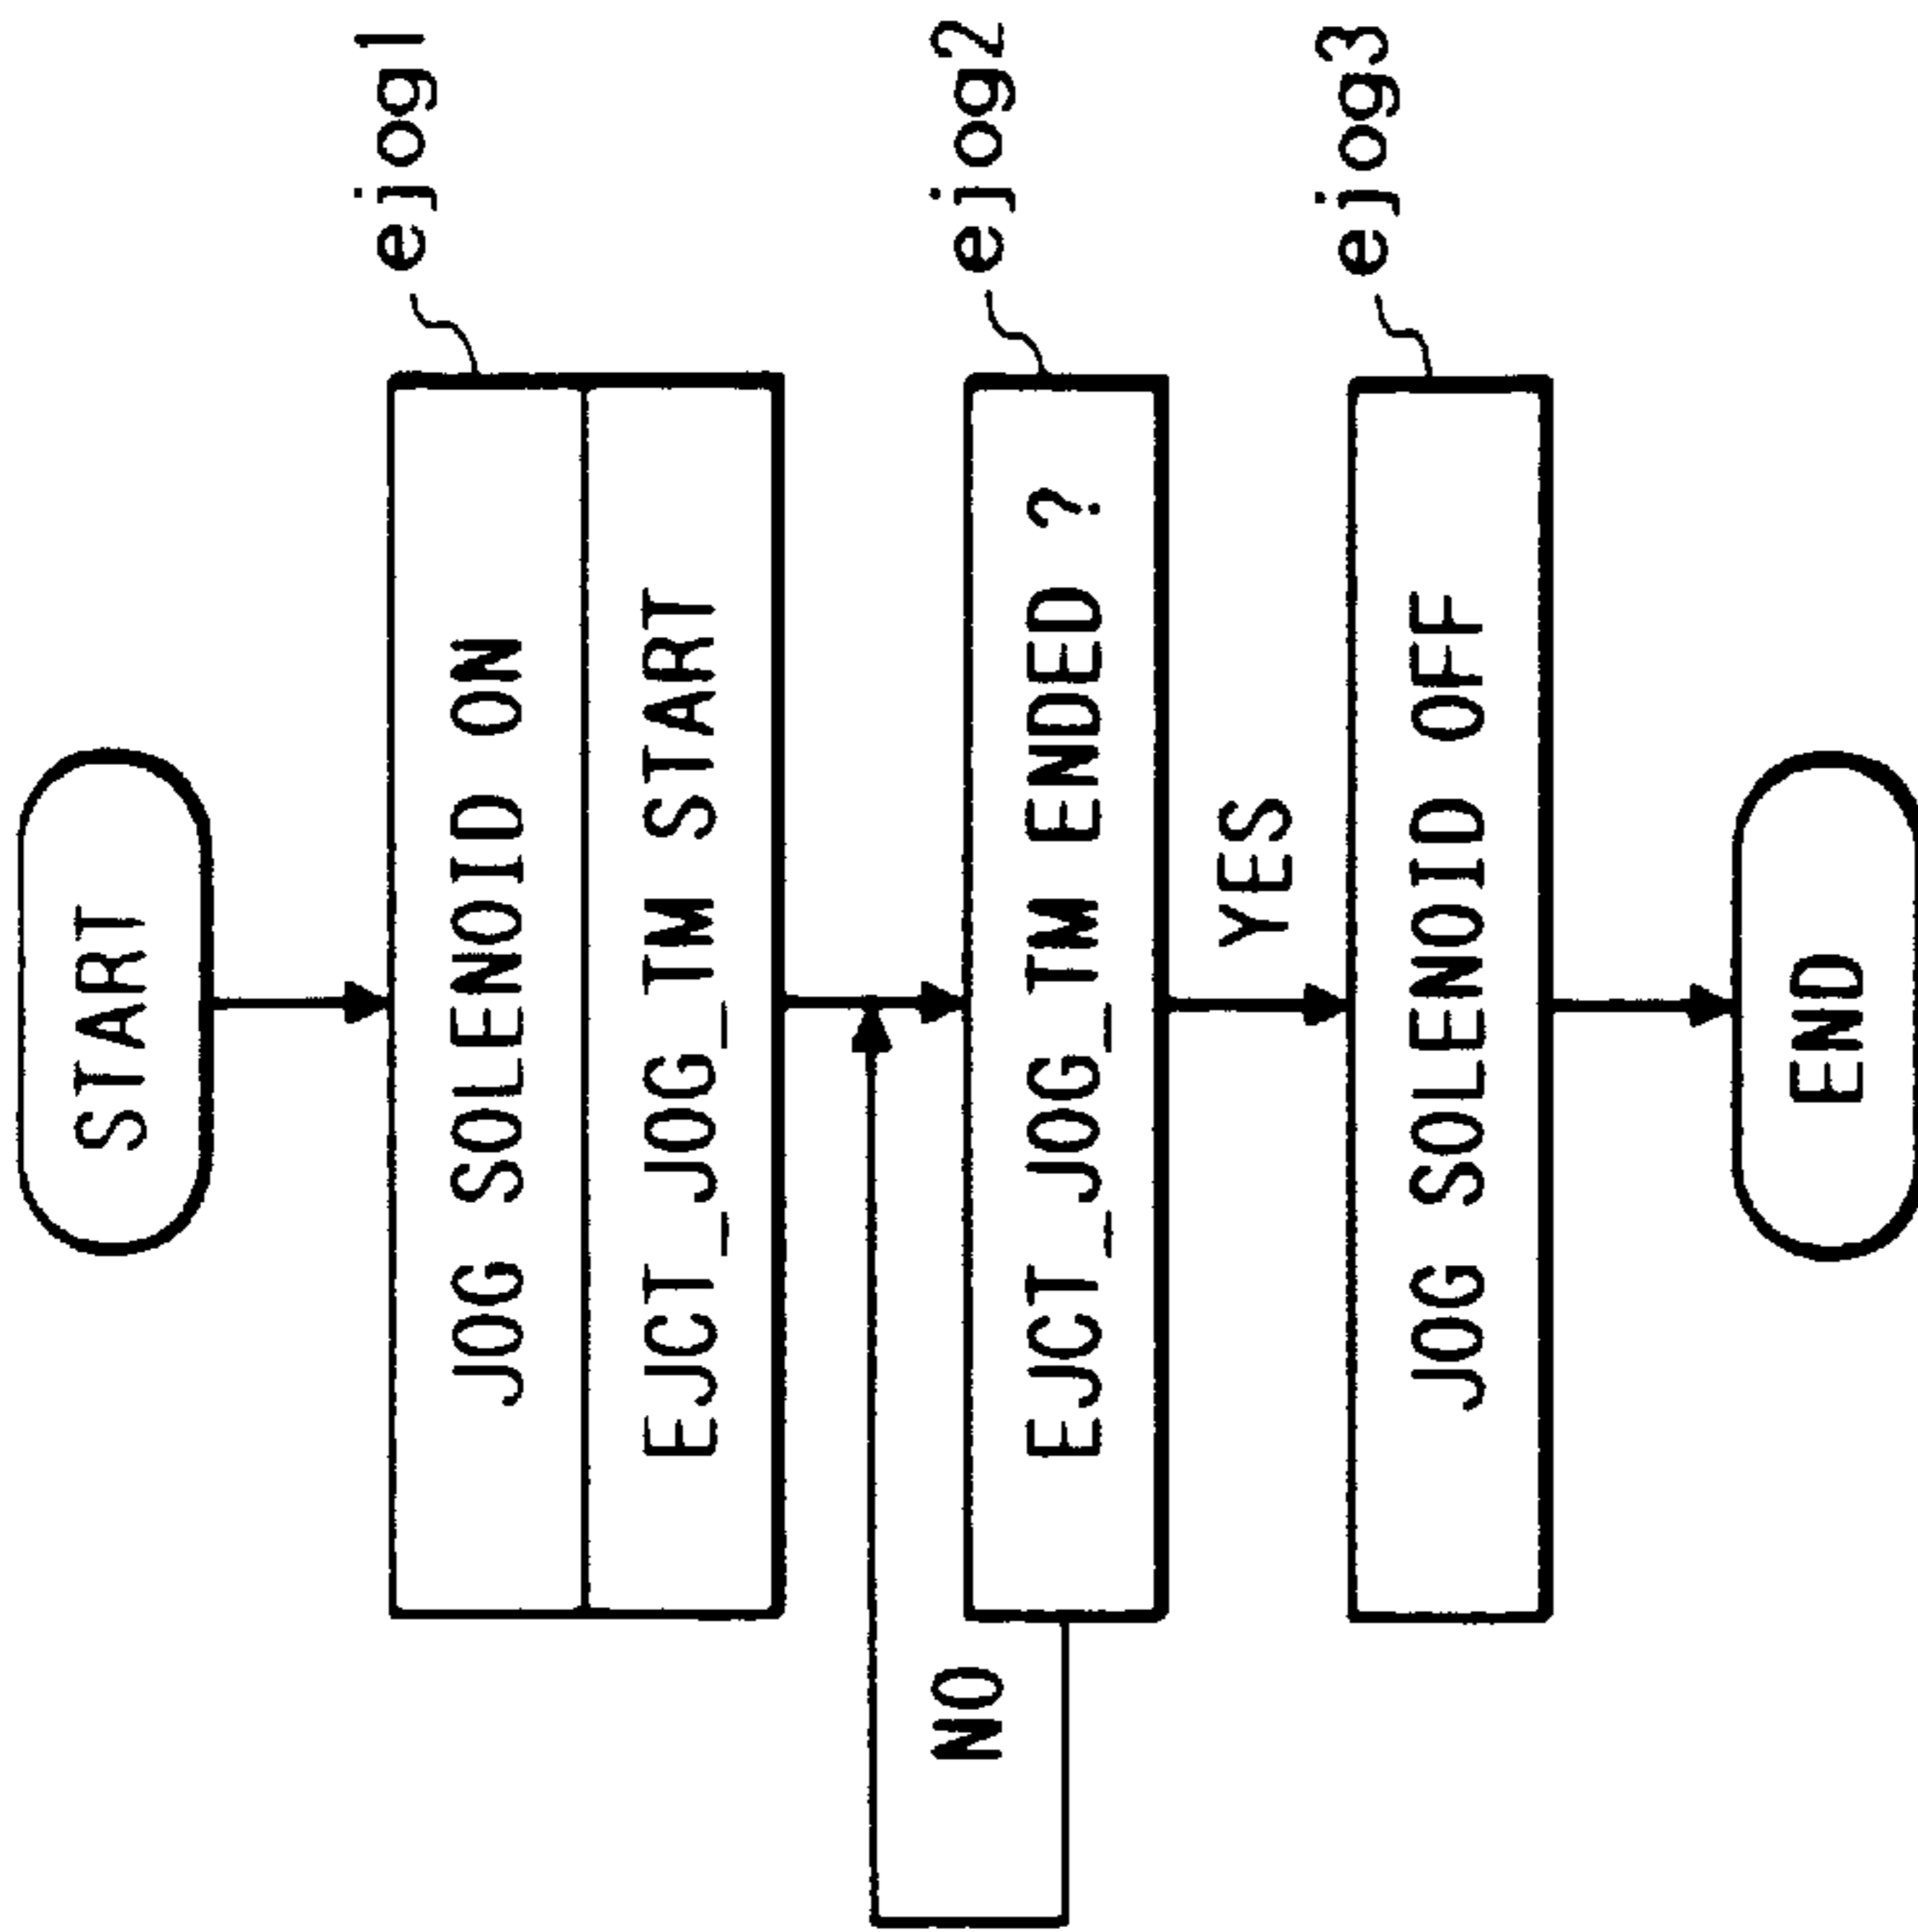 START
ejog1
JOG SOLENOID ON
EJCT_JOG_TM START
ejog2
EJCT_JOG_TM ENDED ?
NO
YES
ejog3
JOG SOLENOID OFF
END